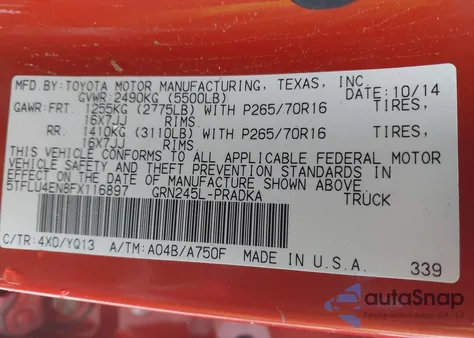 MFD. BY: TOYOTA MOTOR MANUFACTURING, TEXAS, INC. DATE: 10/14
GVWR: 2490KG (5500LB)
GAWR: FRT. 1255KG (2775LB) WITH P265/70R16 TIRES,
16X7JJ RIMS
RR. 1410KG (3110LB) WITH P265/70R16 TIRES,
16X7JJ RIMS
THIS VEHICLE CONFORMS TO ALL APPLICABLE FEDERAL MOTOR
VEHICLE SAFETY AND THEFT PREVENTION STANDARDS IN
EFFECT ON THE DATE OF MANUFACTURE SHOWN ABOVE.
5TFLU4EN8FX116897 GRN245L-PRADKA TRUCK
C/TR: 4X0/YQ13 A/TM: A04B/A750F MADE IN U.S.A. 339
autoSnap